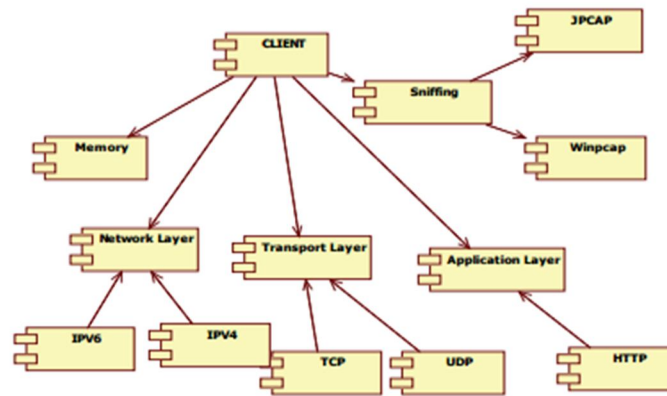 JPCAP
CLIENT
Sniffing
Memory
Winpcap
Network Layer
Transport Layer
Application Layer
IPV6
IPV4
TCP
UDP
HTTP